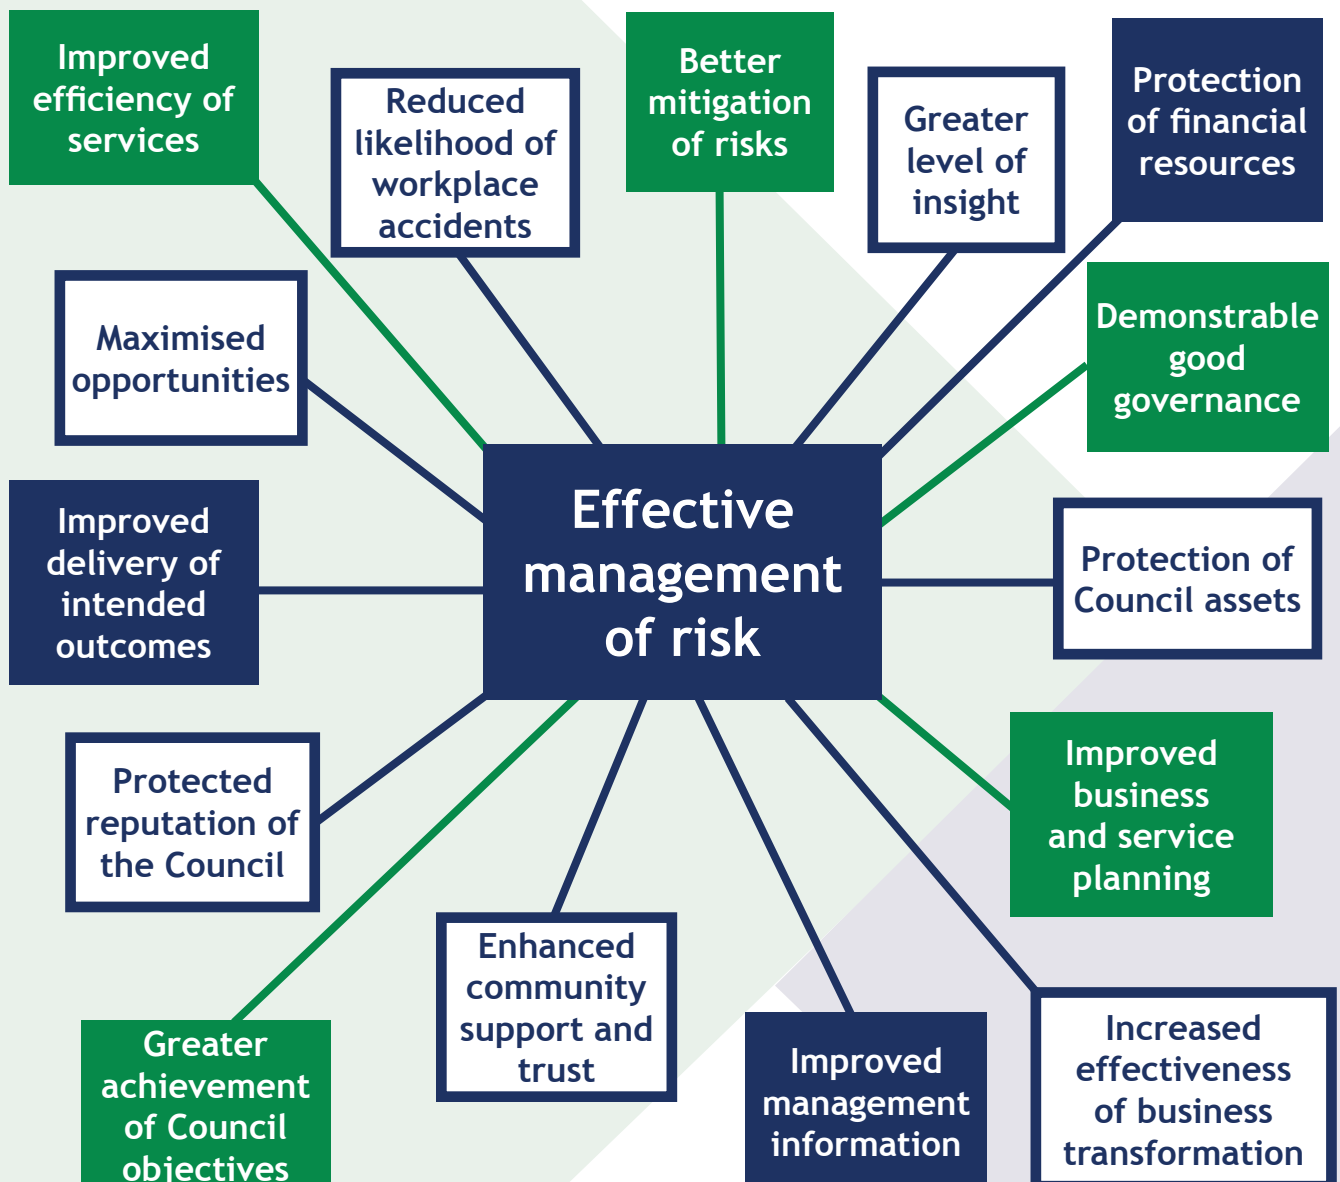 Improved
efficiency of
services
Reduced
likelihood of
workplace
accidents
Better
mitigation
of risks
Greater
level of
insight
Protection
of financial
resources
Maximised
opportunities
Demonstrable
good
governance
Improved
delivery of
intended
outcomes
Effective
management
of risk
Protection of
Council assets
Protected
reputation of
the Council
Improved
business
and service
planning
Greater
achievement
of Council
objectives
Enhanced
community
support and
trust
Improved
management
information
Increased
effectiveness
of business
transformation